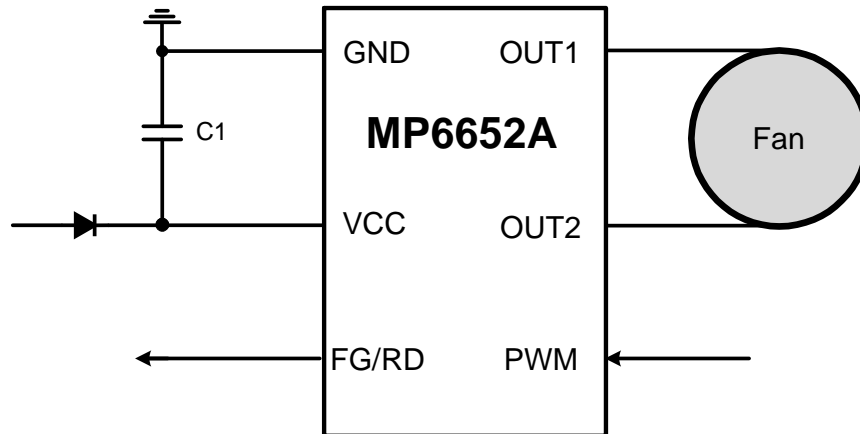 GND OUT1
MP6652A
C1
Fan
VCC OUT2
FG/RD PWM